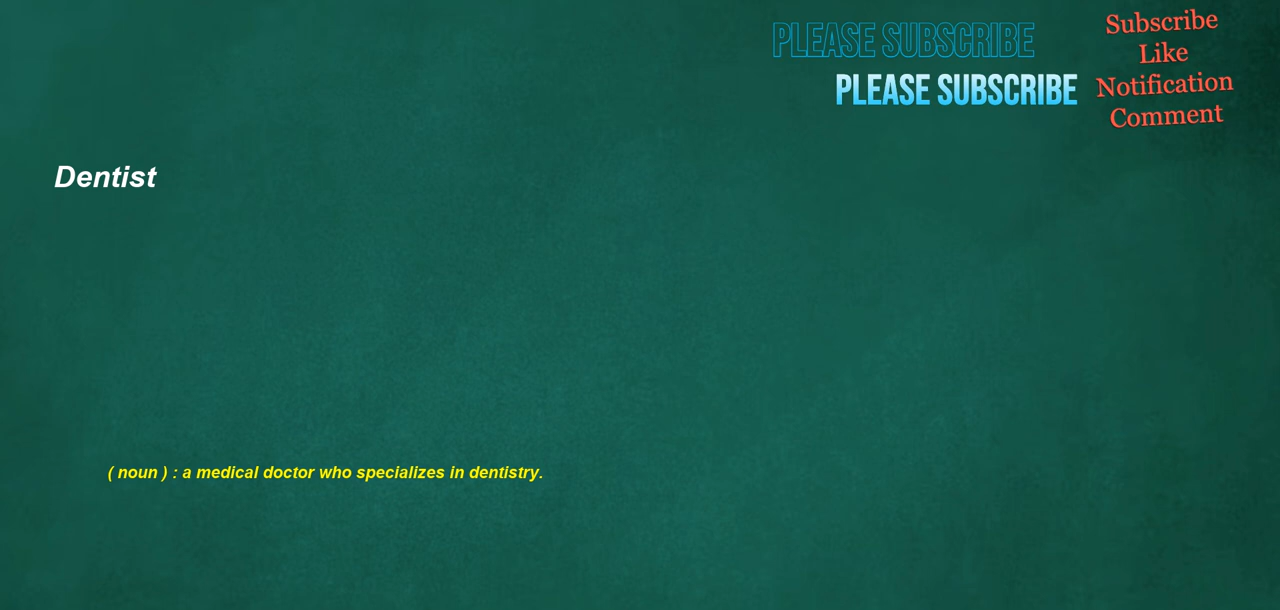 PLEASE SUBSCRIBE
PLEASE SUBSCRIBE
Subscribe
Like
Notification
Comment
Dentist
( noun ) : a medical doctor who specializes in dentistry.